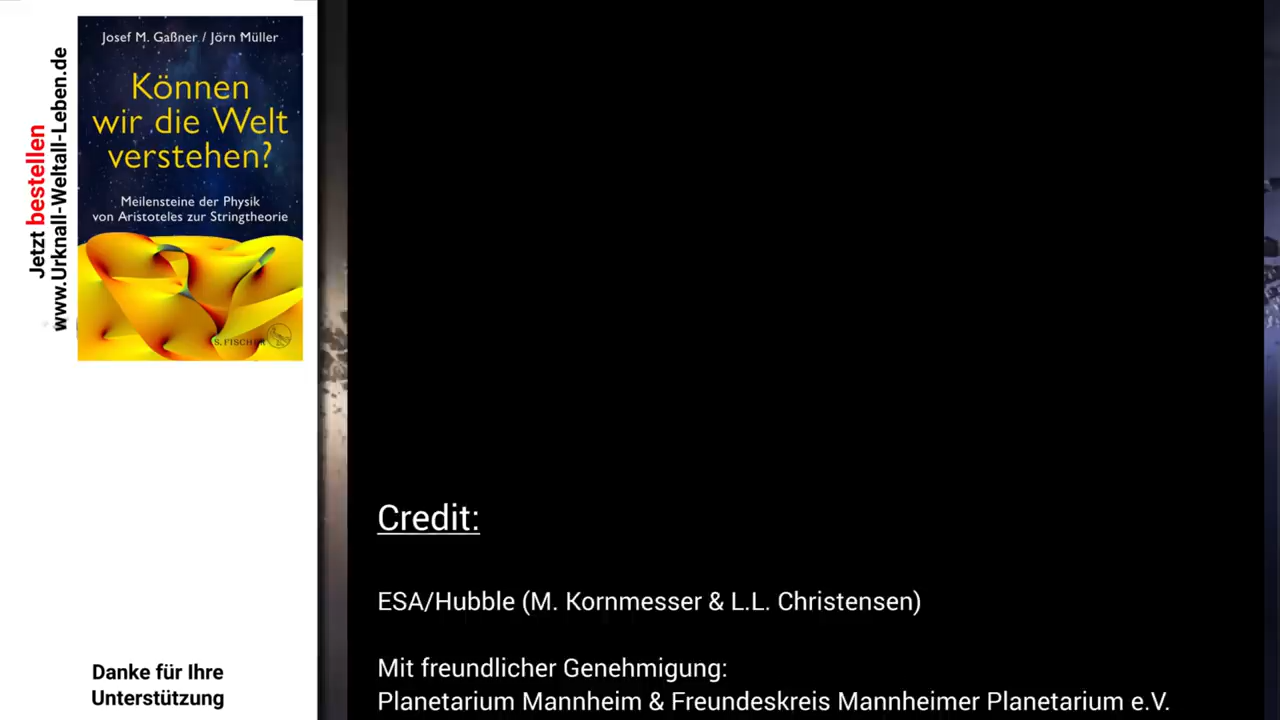 Jetzt bestellen
www.Urknall-Weltall-Leben.de
Josef M. Gaßner / Jörn Müller
Können
wir die Welt
verstehen?
Meilensteine der Physik
von Aristoteles zur Stringtheorie
S. FISCHER
Danke für Ihre
Unterstützung
Credit:
ESA/Hubble (M. Kornmesser & L.L. Christensen)
Mit freundlicher Genehmigung:
Planetarium Mannheim & Freundeskreis Mannheimer Planetarium e.V.